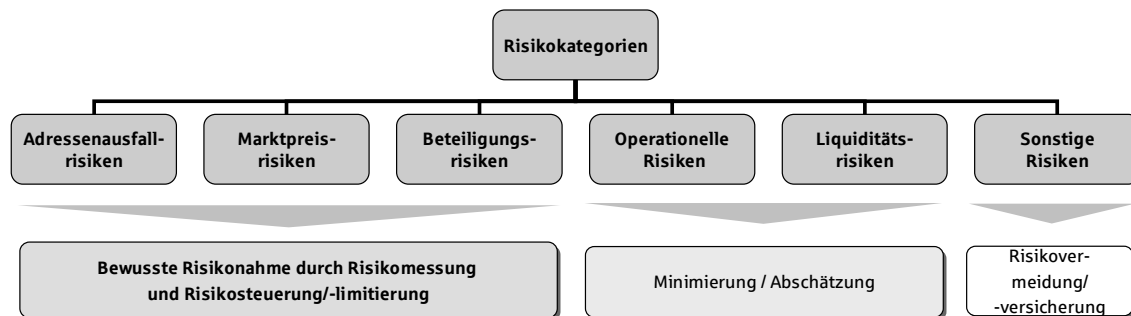 Risikokategorien
Adressenausfall-
risiken
Marktpreis-
risiken
Beteiligungs-
risiken
Operationelle
Risiken
Liquiditäts-
risiken
Sonstige
Risiken
Bewusste Risikonahme durch Risikomessung
und Risikosteuerung/-limitierung
Minimierung / Abschätzung
Risikover-
meidung/
-versicherung